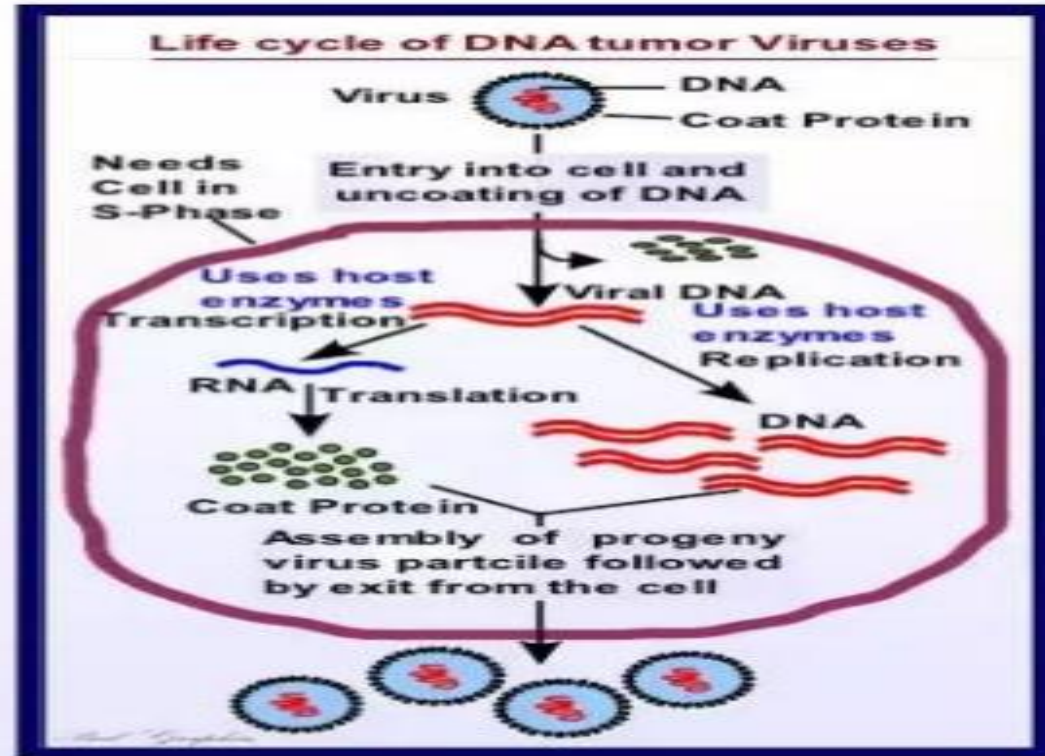 Life cycle of DNA tumor Viruses
Virus
DNA
Coat Protein
Needs
Cell in
S-Phase
Entry into cell and
uncoating of DNA
Uses host
enzymes
Transcription
Viral DNA
Uses host
enzymes
Replication
RNA
Translation
DNA
Coat Protein
Assembly of progeny
virus partcile followed
by exit from the cell